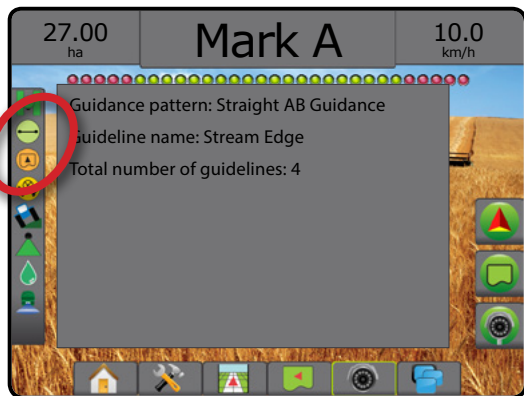 27.00
ha
Mark A
10.0
km/h
Guidance pattern: Straight AB Guidance
Guideline name: Stream Edge
Total number of guidelines: 4